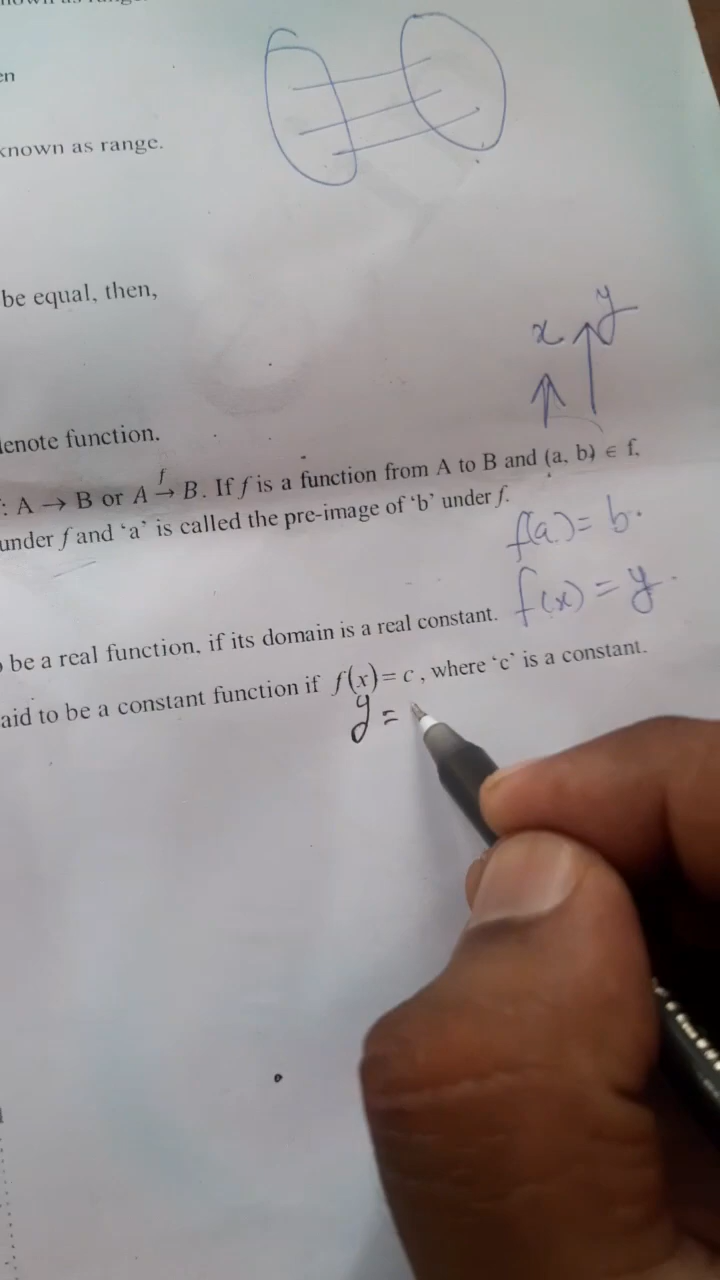 known as range.
be equal, then,
x y
denote function.
f
: A → B or A → B. If f is a function from A to B and (a, b) ∈ f,
under f and 'a' is called the pre-image of 'b' under f.
f(a) = b.
f(x) = y.
be a real function, if its domain is a real constant.
aid to be a constant function if f(x) = c, where 'c' is a constant.
y =